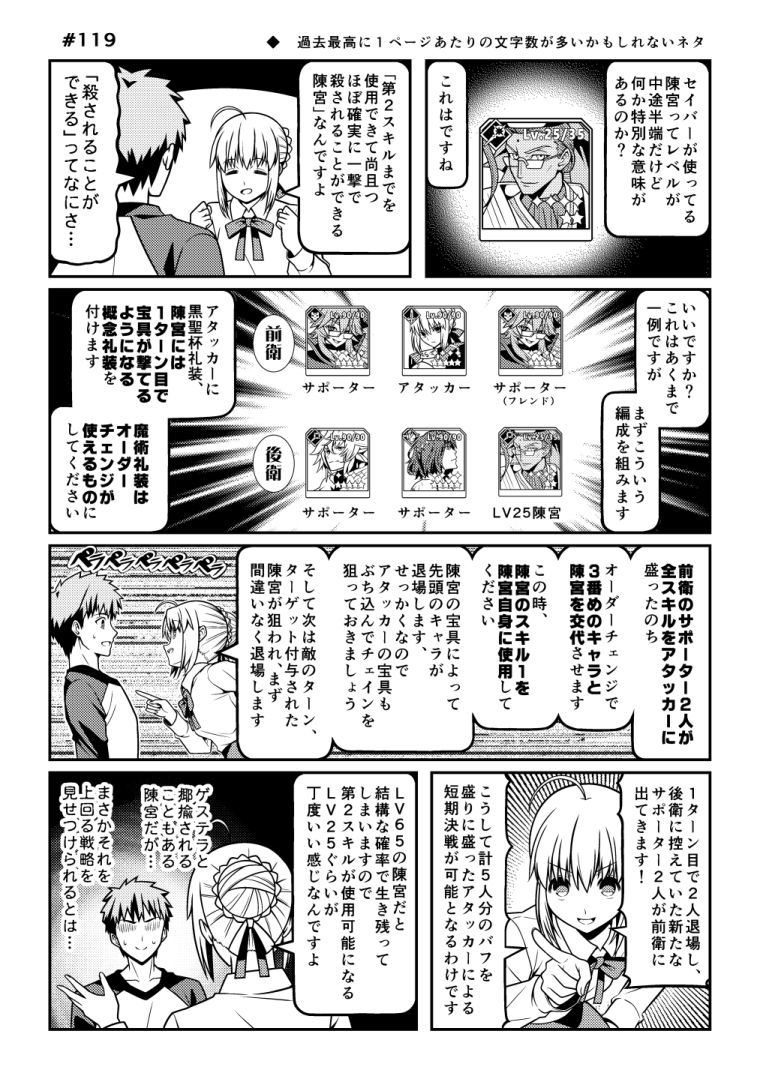 #119
◆ 過去最高に1ページあたりの文字数が多いかもしれないネタ
セイバーが使ってる
陳宮ってレベルが
中途半端だけど
何か特別な意味が
あるのか?
Lv.25/35
これはですね
「第2スキルまでを
使用できて尚且つ
ほぼ確実に一撃で
殺されることができる
陳宮」なんですよ
「殺されることが
できる」ってなにさ…
いいですか?
これはあくまで
一例ですが
まずこういう
編成を組みます
前衛
Lv.90/90
Lv.90/90
Lv.90/90
サポーター
アタッカー
サポーター
(フレンド)
後衛
Lv.90/90
Lv.90/90
Lv.25/35
サポーター
サポーター
LV25陳宮
アタッカーに
黒聖杯礼装、
陳宮には
1ターン目で
宝具が撃てる
ようになる
概念礼装を
付けます
魔術礼装は
オーダー
チェンジが
使えるものに
してください
前衛のサポーター2人が
全スキルをアタッカーに
盛ったのち
オーダーチェンジで
3番めのキャラと
陳宮を交代させます
この時、
陳宮のスキル1を
陳宮自身に使用して
ください
陳宮の宝具によって
先頭のキャラが
退場します、
せっかくなので
アタッカーの宝具も
ぶち込んでチェインを
狙っておきましょう
そして次は敵のターン、
ターゲット付与された
陳宮が狙われ、まず
間違いなく退場します
ペラペラペラペラペラ
1ターン目で2人退場し、
後衛に控えていた新たな
サポーター2人が前衛に
出てきます!
こうして計5人分のバフを
盛りに盛ったアタッカーによる
短期決戦が可能となるわけです
LV65の陳宮だと
結構な確率で生き残って
しまいますので
第2スキルが使用可能になる
LV25ぐらいが
丁度いい感じなんですよ
ゲステラと
揶揄される
こともある
陳宮だが…
まさかそれを
上回る戦略を
見せつけられるとは…